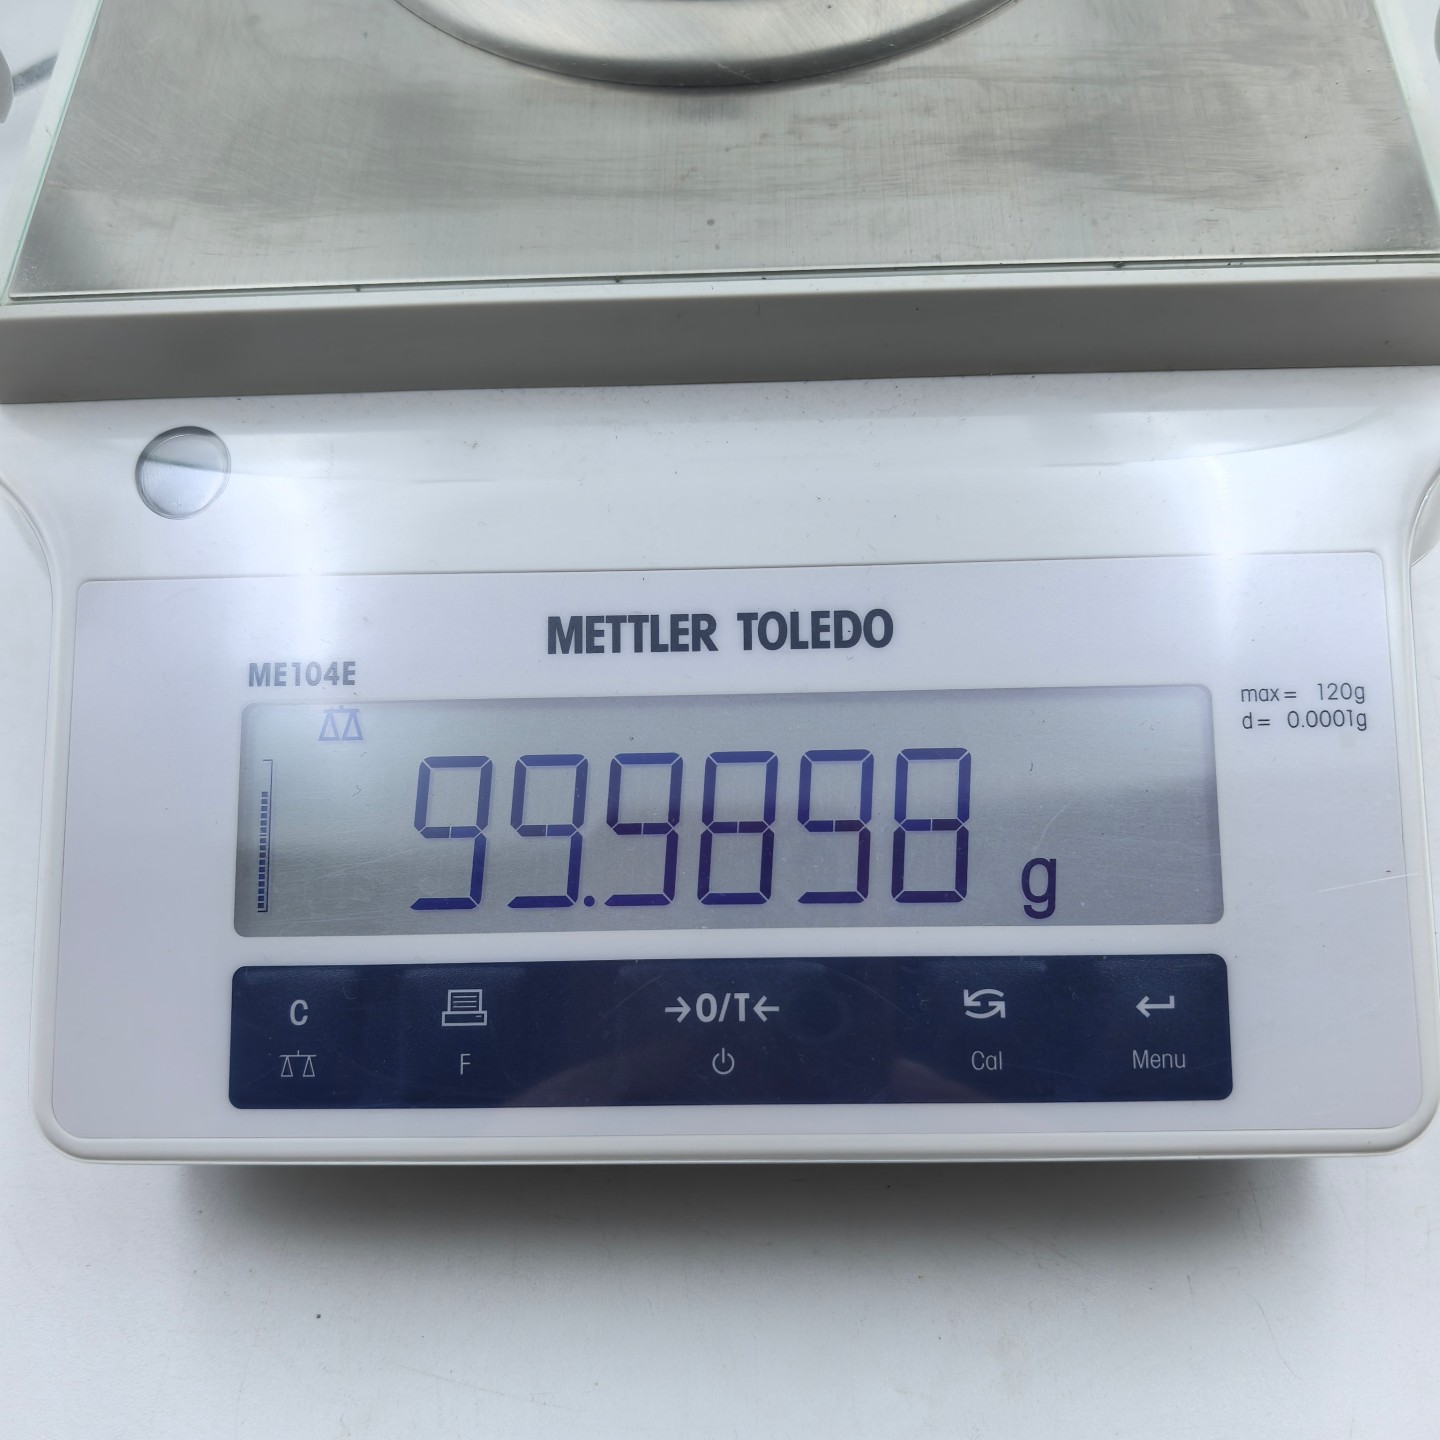 METTLER TOLEDO
ME104E
max= 120g
d= 0.0001g
99.9898 g
C
→0/T←
F
Cal
Menu